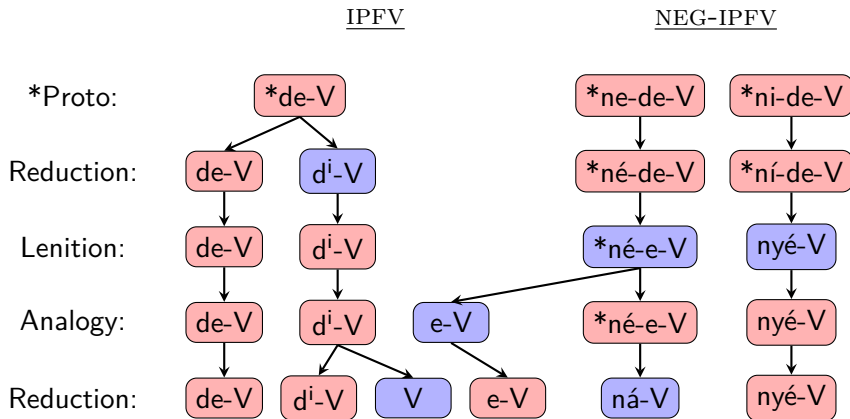 IPFV NEG-IPFV
*Proto: *de-V *ne-de-V *ni-de-V
Reduction: de-V dⁱ-V *né-de-V *ní-de-V
Lenition: de-V dⁱ-V *né-e-V nyé-V
Analogy: de-V dⁱ-V e-V *né-e-V nyé-V
Reduction: de-V dⁱ-V V e-V ná-V nyé-V